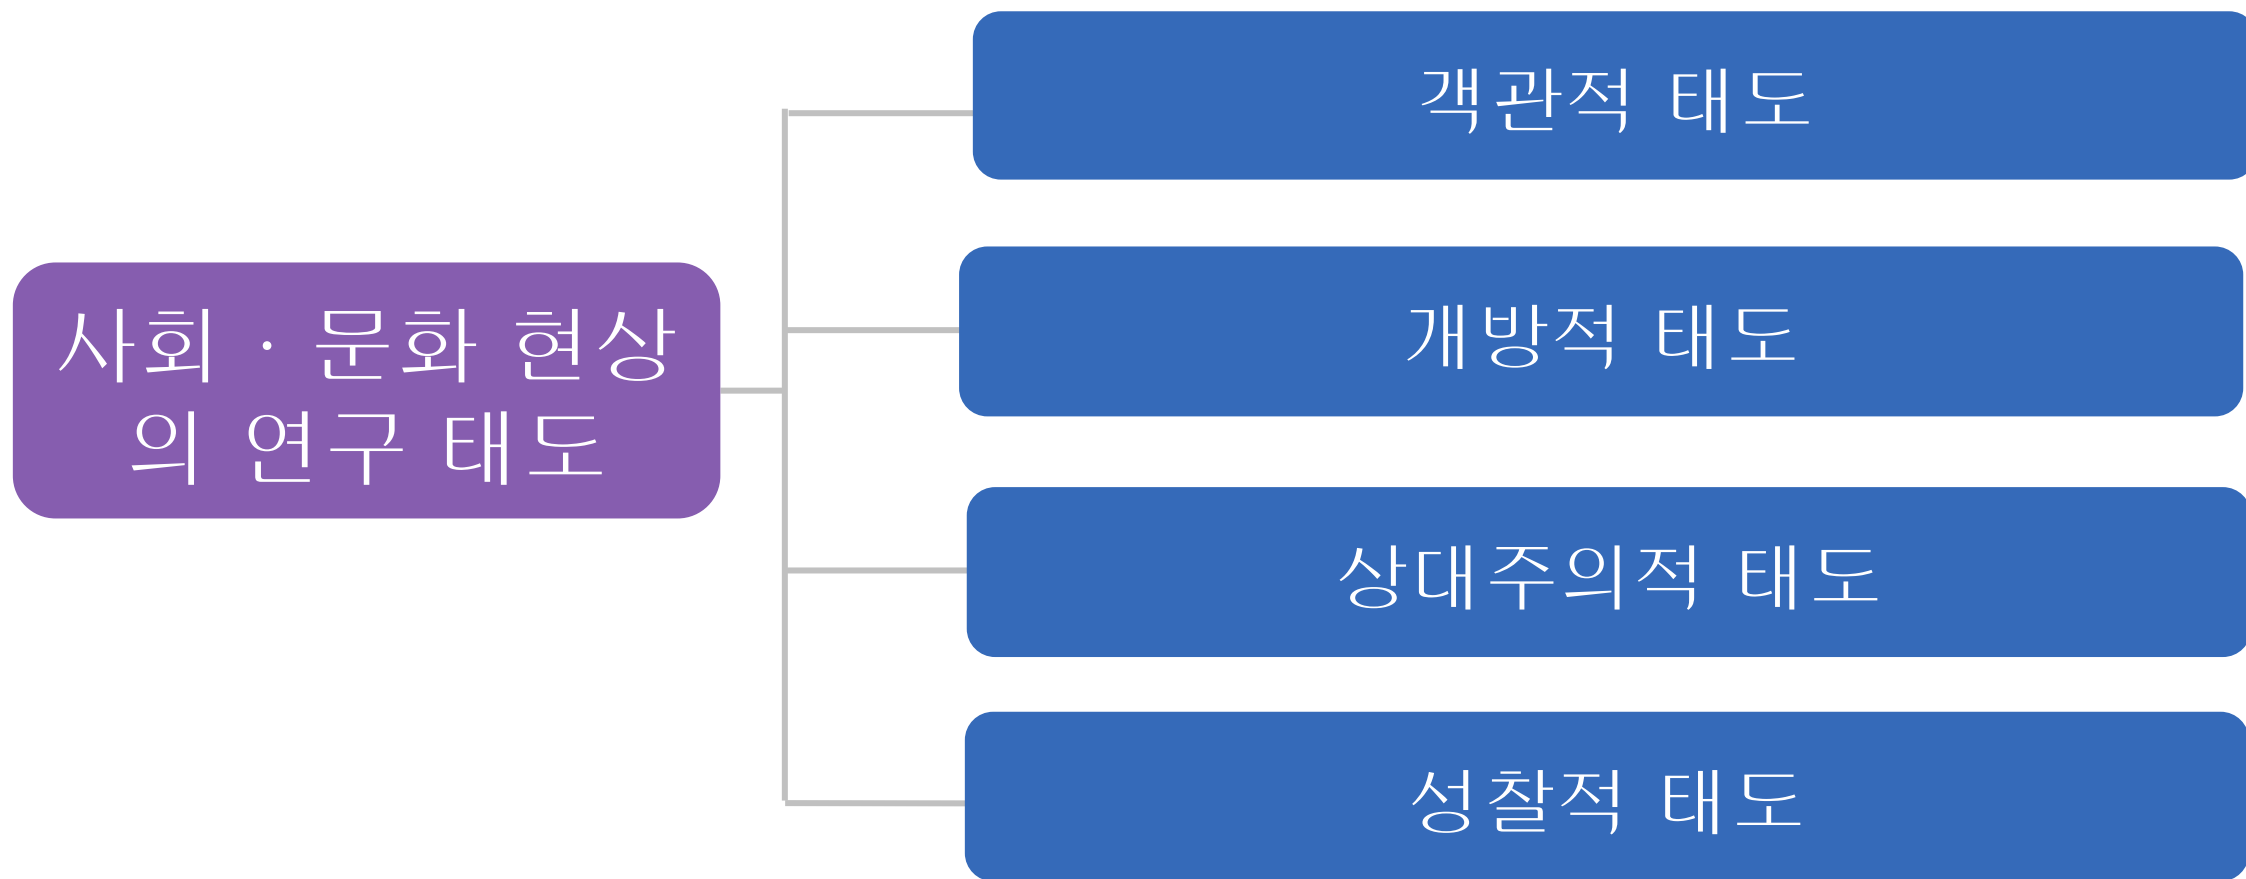 사회 · 문화 현상
의 연구 태도
객관적 태도
개방적 태도
상대주의적 태도
성찰적 태도